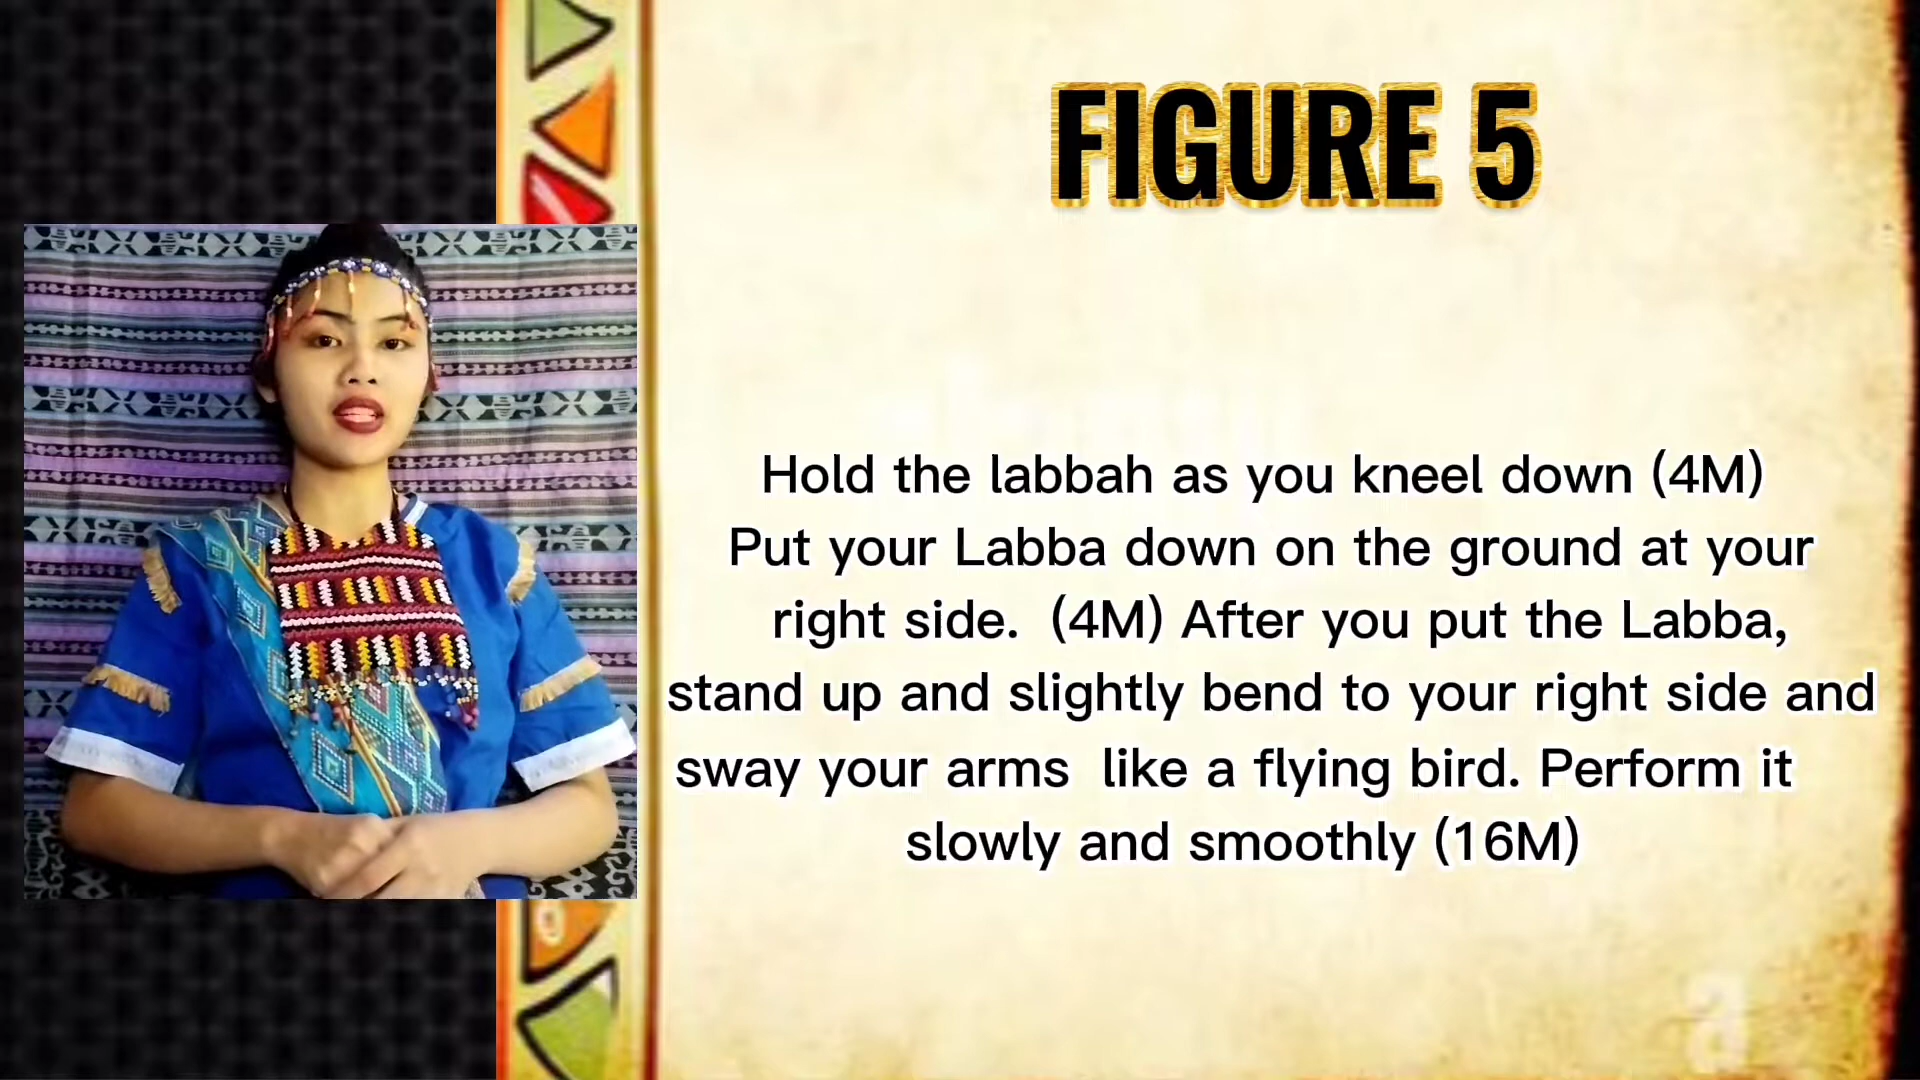 FIGURE 5
Hold the labbah as you kneel down (4M)
Put your Labba down on the ground at your
right side.  (4M) After you put the Labba,
stand up and slightly bend to your right side and
sway your arms  like a flying bird. Perform it
slowly and smoothly (16M)